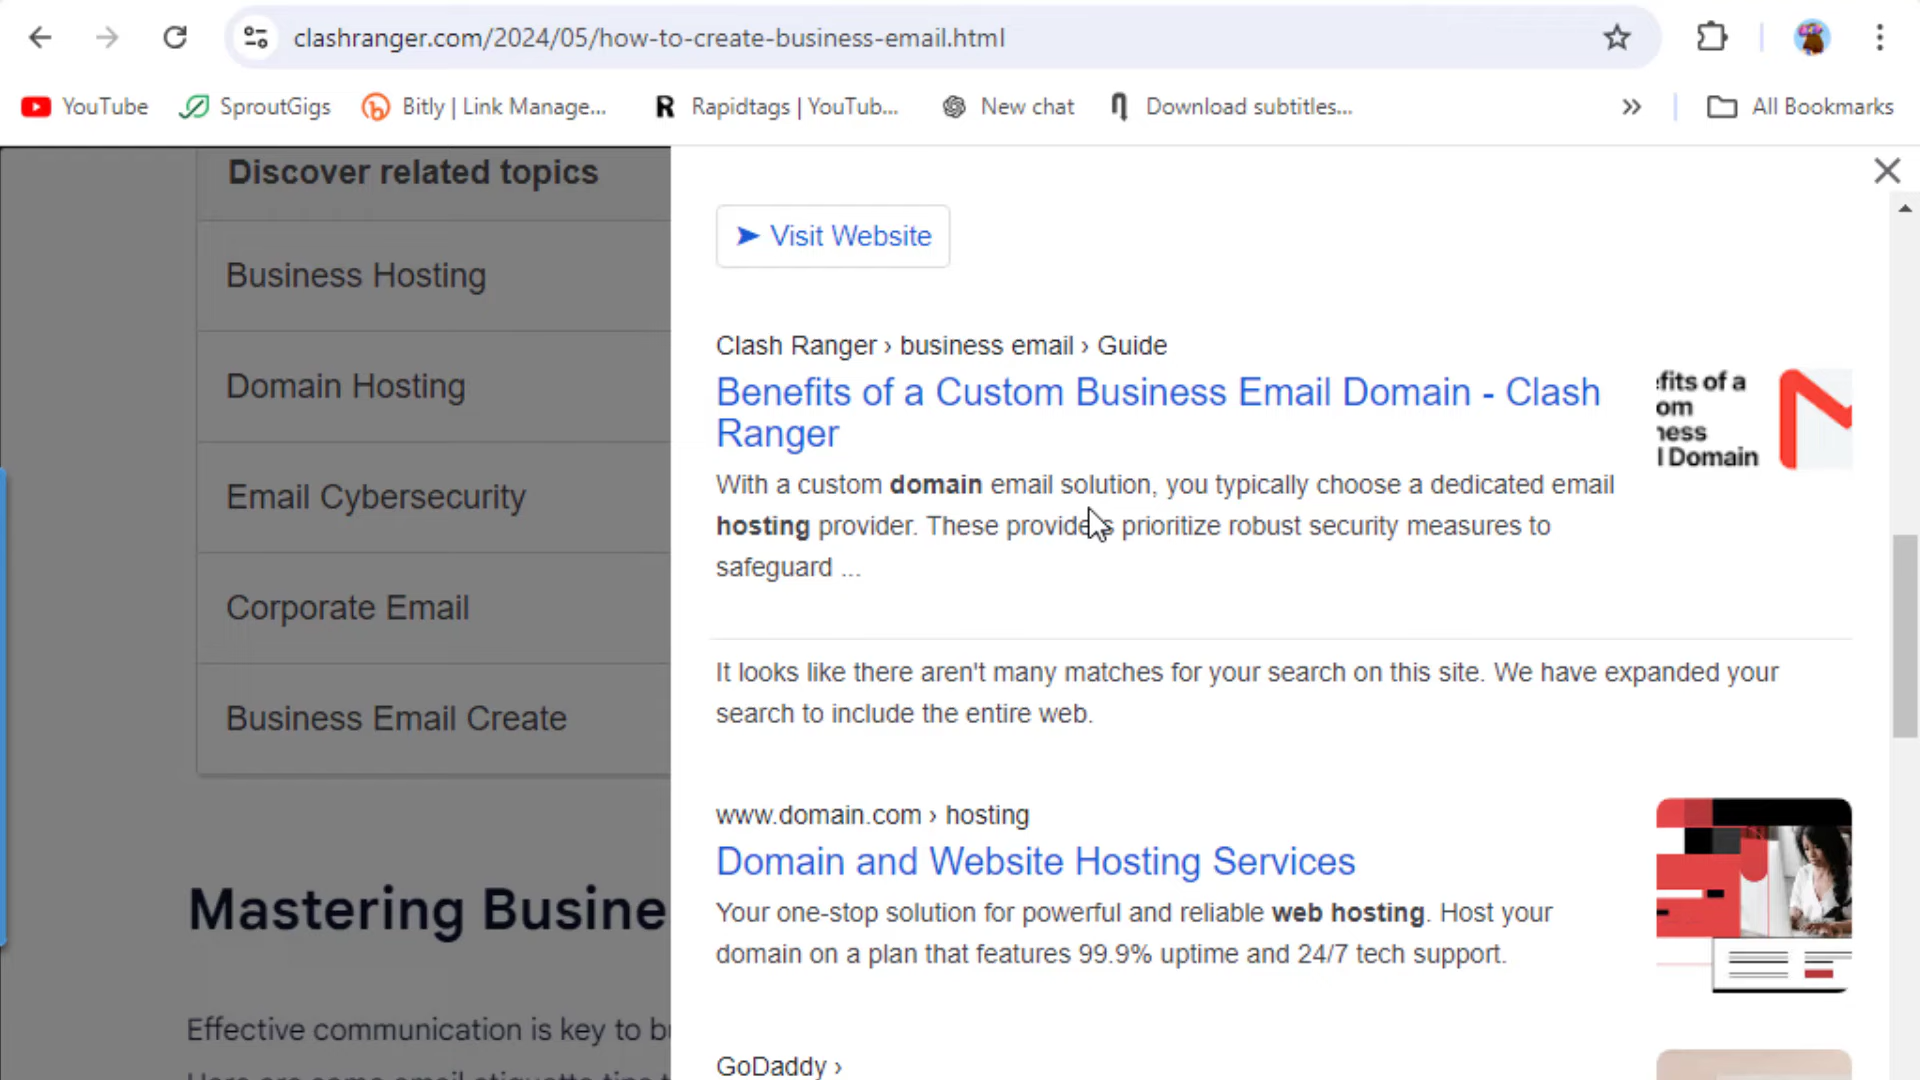 clashranger.com/2024/05/how-to-create-business-email.html
YouTube
SproutGigs
Bitly | Link Manage...
Rapidtags | YouTub...
New chat
Download subtitles...
All Bookmarks
Discover related topics
Business Hosting
Domain Hosting
Email Cybersecurity
Corporate Email
Business Email Create
Mastering Busine
Effective communication is key to b
Here are some email etiquette tips
Visit Website
Clash Ranger › business email › Guide
Benefits of a Custom Business Email Domain - Clash
Ranger
With a custom domain email solution, you typically choose a dedicated email
hosting provider. These providers prioritize robust security measures to
safeguard ...
fits of a
om
ness
l Domain
It looks like there aren't many matches for your search on this site. We have expanded your
search to include the entire web.
www.domain.com › hosting
Domain and Website Hosting Services
Your one-stop solution for powerful and reliable web hosting. Host your
domain on a plan that features 99.9% uptime and 24/7 tech support.
GoDaddy ›